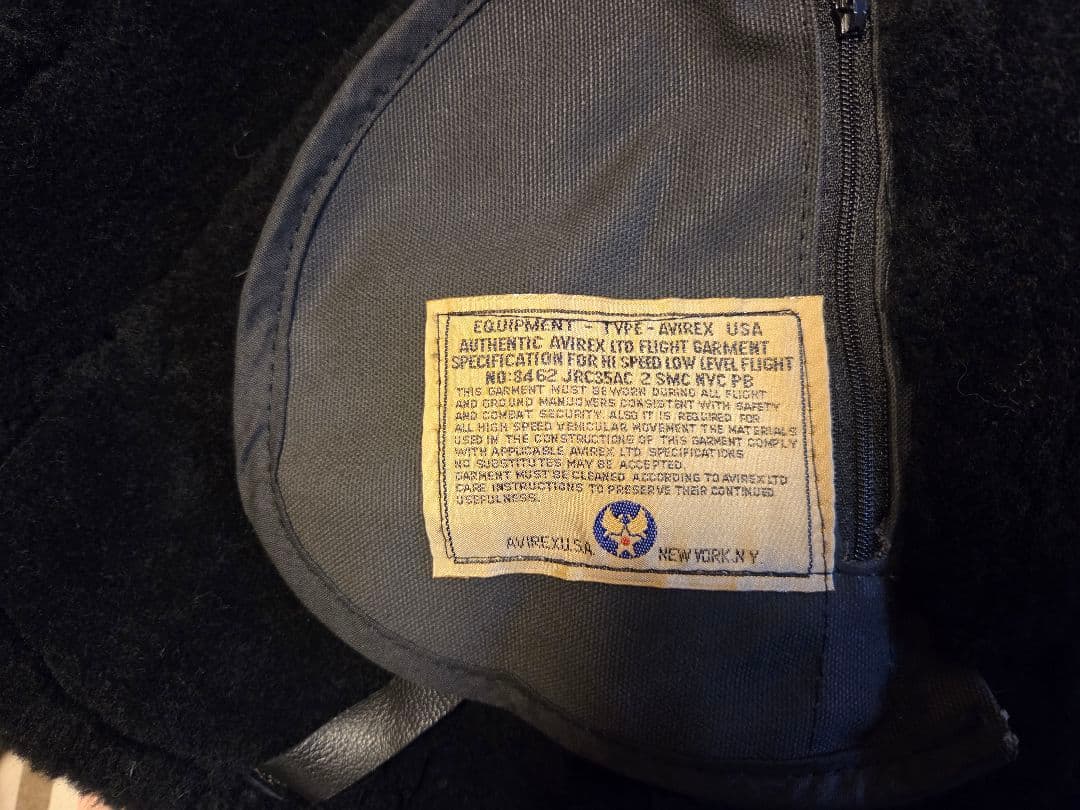 EQUIPMENT - TYPE - AVIREX USA
AUTHENTIC AVIREX LTD FLIGHT GARMENT
SPECIFICATION FOR HI SPEED LOW LEVEL FLIGHT
NO:8462 JRC35AC 2 SMC NYC PB
THIS GARMENT MUST BE WORN DURING ALL FLIGHT
AND GROUND MANUOVERS CONSISTENT WITH SAFETY
AND COMBAT SECURITY. ALSO IT IS REQUIRED FOR
ALL HIGH SPEED VEHICULAR MOVEMENT THE MATERIALS
USED IN THE CONSTRUCTIONS OF THIS GARMENT COMPLY
WITH APPLICABLE AVIREX LTD SPECIFICATIONS
NO SUBSTITUTES MAY BE ACCEPTED.
GARMENT MUST BE CLEANED ACCORDING TO AVIREX LTD
CARE INSTRUCTIONS TO PRESERVE THEIR CONTINUED
USEFULNESS.
AVIREX U.S.A. NEW YORK. N.Y.